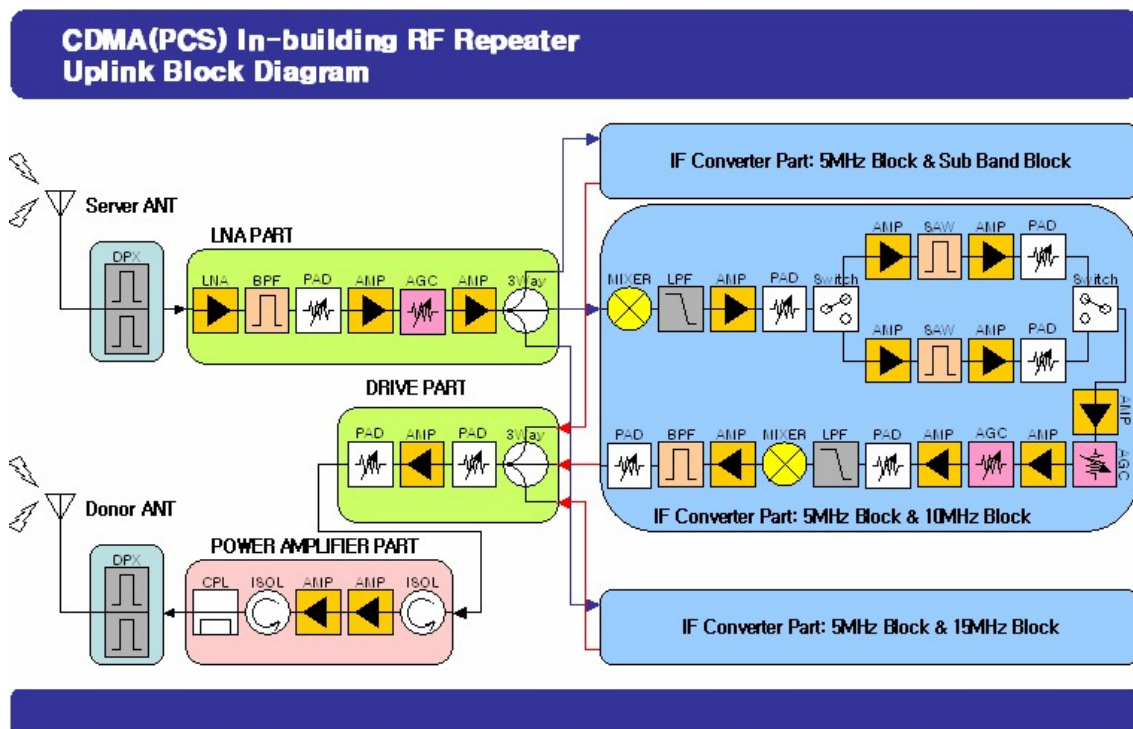 CDMA(PCS) In-building RF Repeater
Uplink Block Diagram
IF Converter Part: 5MHz Block & Sub Band Block
Server ANT
DPX
LNA PART
LNA BPF PAD AMP AGC AMP 3Way
MIXER LPF AMP PAD Switch
AMP SAW AMP PAD
Switch
AMP SAW AMP PAD
AMP
AGC
DRIVE PART
PAD AMP PAD 3Way
PAD BPF AMP MIXER LPF PAD AMP AGC AMP
IF Converter Part: 5MHz Block & 10MHz Block
Donor ANT
DPX
POWER AMPLIFIER PART
CPL ISOL AMP AMP ISOL
IF Converter Part: 5MHz Block & 15MHz Block